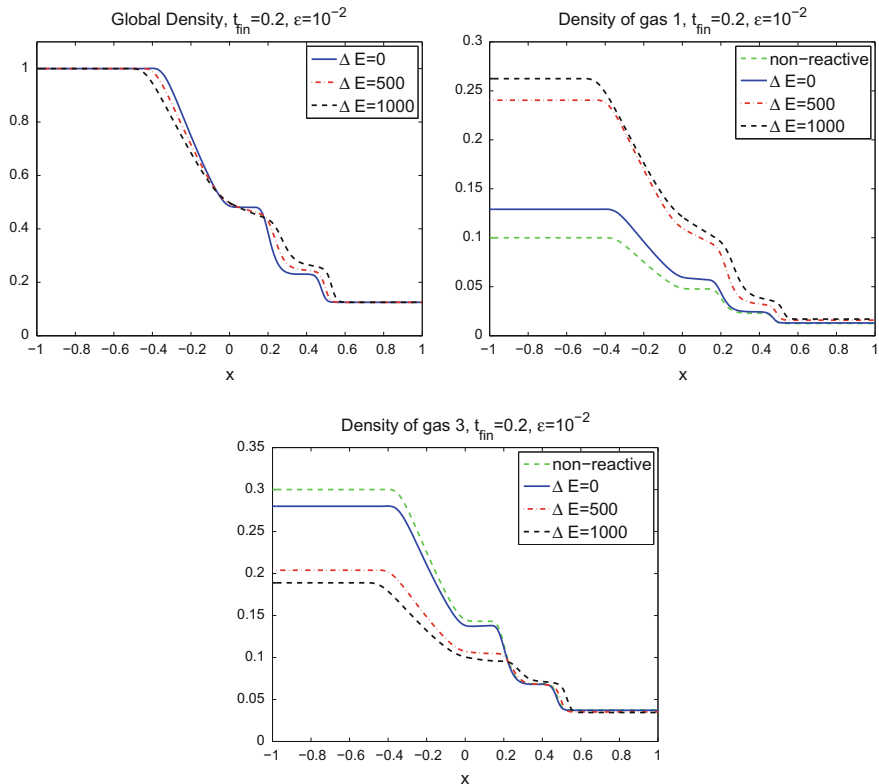 Global Density, t_fin=0.2, ε=10^−2
Δ E=0
Δ E=500
Δ E=1000
1
0.8
0.6
0.4
0.2
0
−1 −0.8 −0.6 −0.4 −0.2 0 0.2 0.4 0.6 0.8 1
x
Density of gas 1, t_fin=0.2, ε=10^−2
non−reactive
Δ E=0
Δ E=500
Δ E=1000
0.3
0.25
0.2
0.15
0.1
0.05
0
−1 −0.8 −0.6 −0.4 −0.2 0 0.2 0.4 0.6 0.8 1
x
Density of gas 3, t_fin=0.2, ε=10^−2
non−reactive
Δ E=0
Δ E=500
Δ E=1000
0.35
0.3
0.25
0.2
0.15
0.1
0.05
0
−1 −0.8 −0.6 −0.4 −0.2 0 0.2 0.4 0.6 0.8 1
x